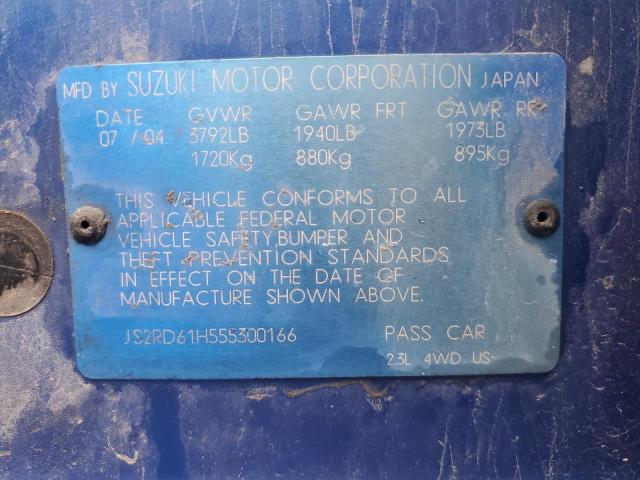 MFD BY SUZUKI MOTOR CORPORATION JAPAN
DATE GVWR GAWR FRT GAWR RR
07 / 04 3792LB 1940LB 1973LB
1720Kg 880Kg 895Kg
THIS VEHICLE CONFORMS TO ALL
APPLICABLE FEDERAL MOTOR
VEHICLE SAFETY,BUMPER AND
THEFT PREVENTION STANDARDS
IN EFFECT ON THE DATE OF
MANUFACTURE SHOWN ABOVE.
JS2RD61H555300166 PASS CAR
2.3L 4WD US